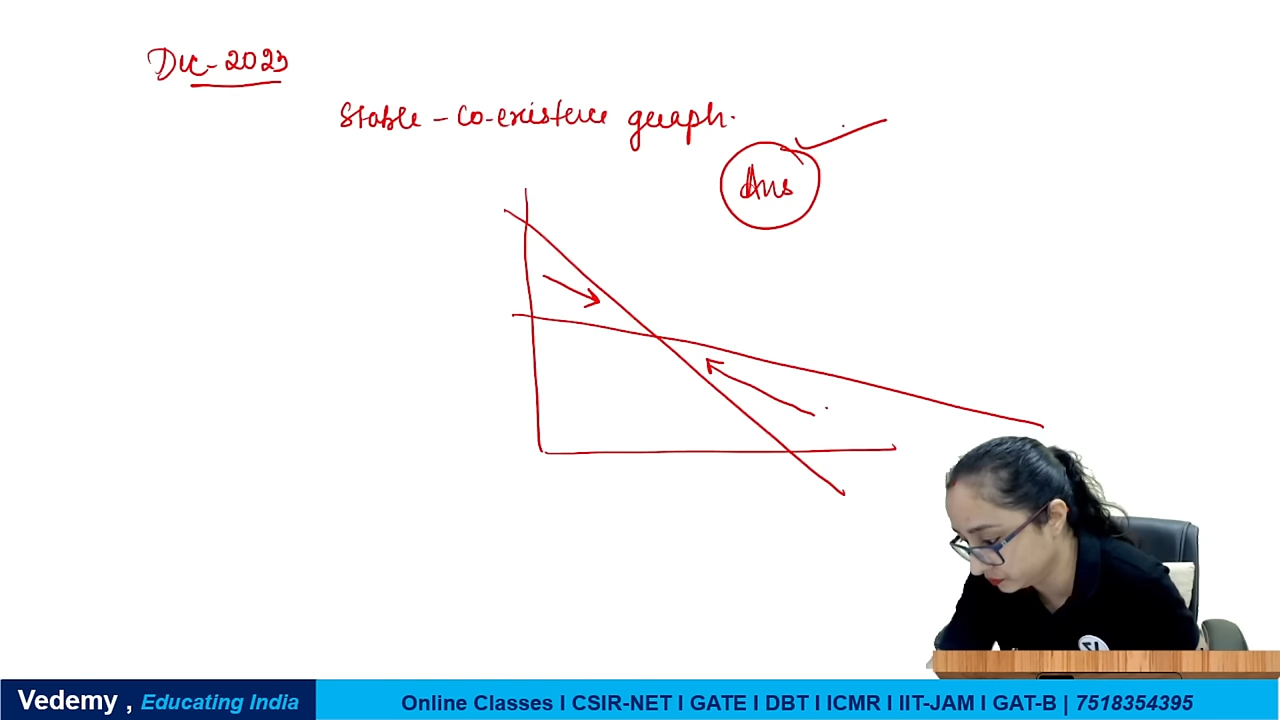 Dec-2023
Stable-Co-existence graph.
Ans
Vedemy , Educating India
Online Classes I CSIR-NET I GATE I DBT I ICMR I IIT-JAM I GAT-B | 7518354395